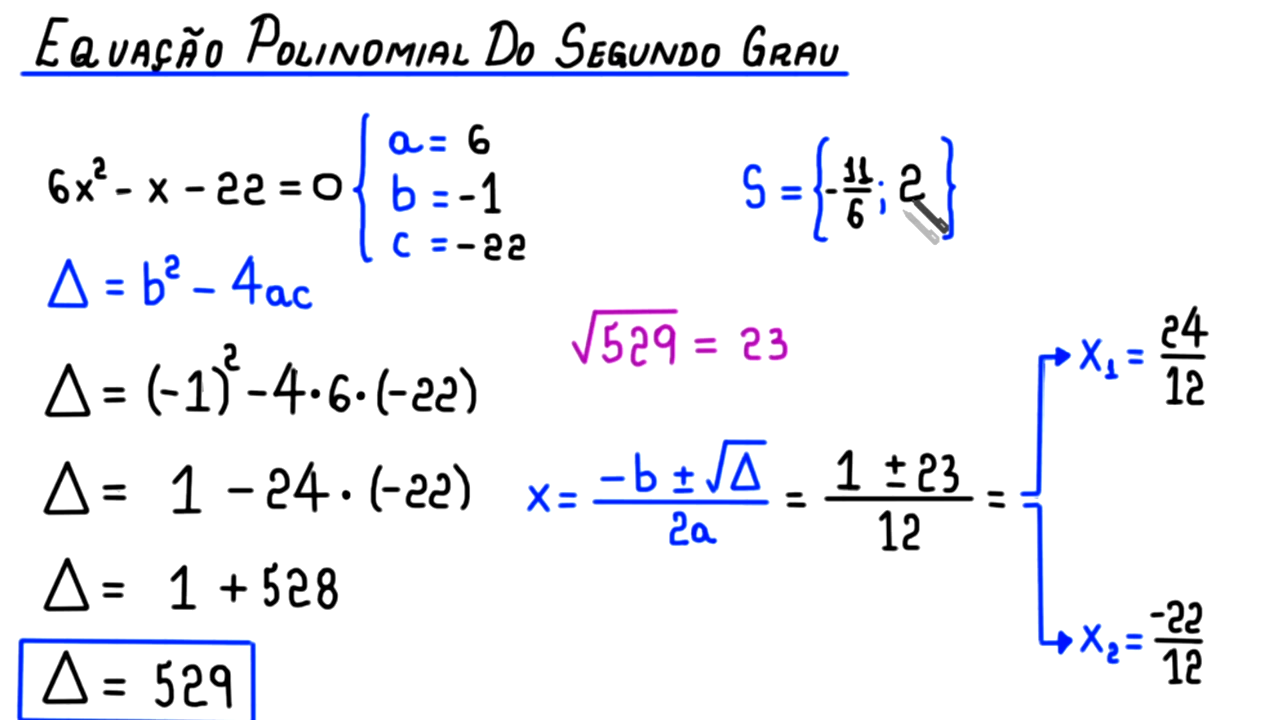 EQUAÇÃO POLINOMIAL DO SEGUNDO GRAU
6x² - x - 22 = 0
a = 6
b = -1
c = -22
S = {-11/6; 2}
Δ = b² - 4ac
√529 = 23
Δ = (-1)² - 4·6·(-22)
Δ = 1 - 24·(-22)
x = (-b ± √Δ)/2a = (1 ± 23)/12 =
x₁ = 24/12
x₂ = -22/12
Δ = 1 + 528
Δ = 529